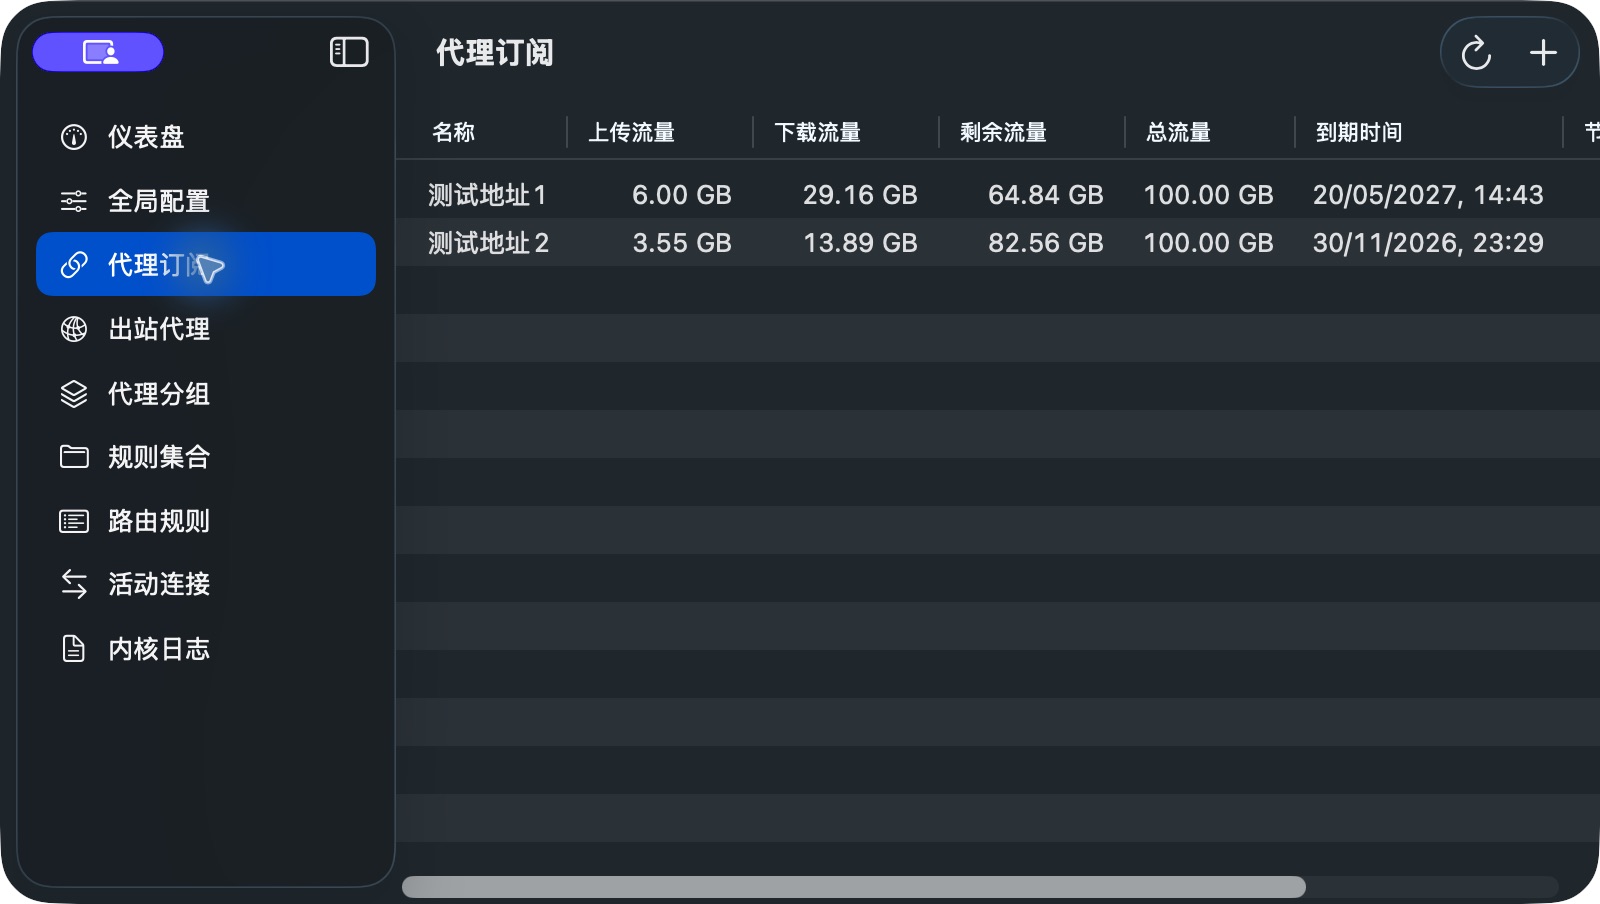 代理订阅
仪表盘
全局配置
代理订阅
出站代理
代理分组
规则集合
路由规则
活动连接
内核日志
名称 上传流量 下载流量 剩余流量 总流量 到期时间 节
测试地址1 6.00 GB 29.16 GB 64.84 GB 100.00 GB 20/05/2027, 14:43
测试地址2 3.55 GB 13.89 GB 82.56 GB 100.00 GB 30/11/2026, 23:29